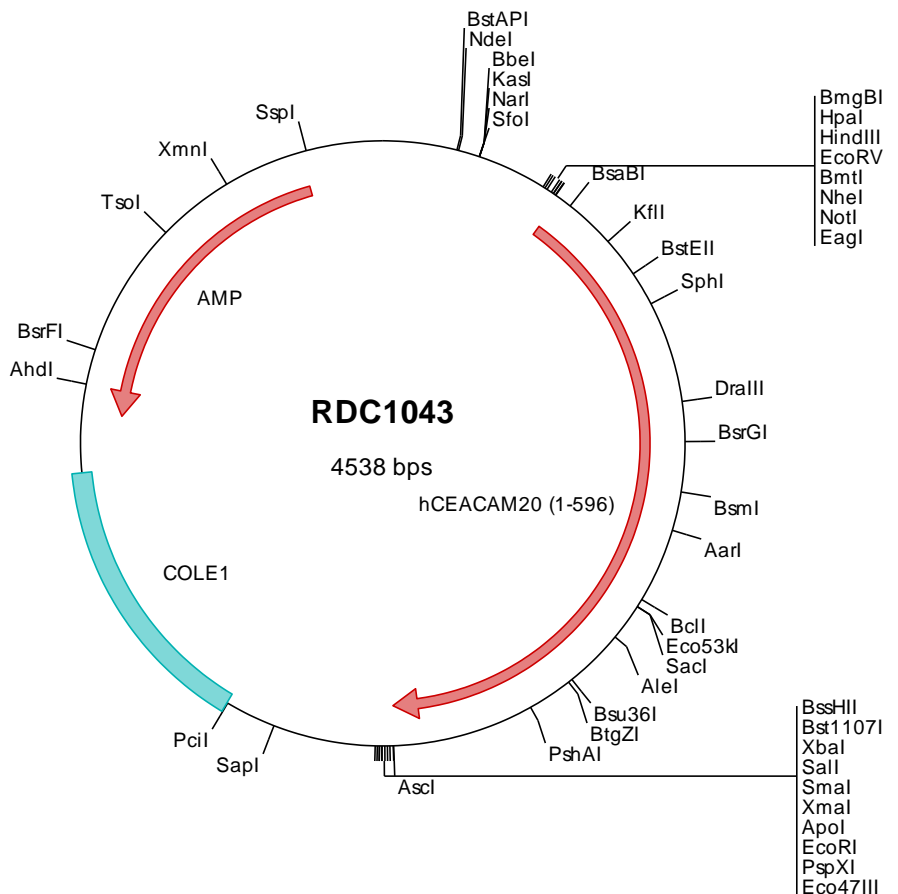 BstAPI
NdeI
BbeI
KasI
NarI
SfoI
SspI
XmnI
TsoI
BsrFI
AhdI
BmgBI
HpaI
HindIII
EcoRV
BmtI
NheI
NotI
EagI
BsaBI
KflI
BstEII
SphI
AMP
DraIII
BsrGI
RDC1043
4538 bps
hCEACAM20 (1-596)
BsmI
AarI
COLE1
BclI
Eco53kI
SacI
AleI
Bsu36I
BtgZI
PshAI
PciI
SapI
AscI
BssHII
Bst1107I
XbaI
SalI
SmaI
XmaI
ApoI
EcoRI
PspXI
Eco47III